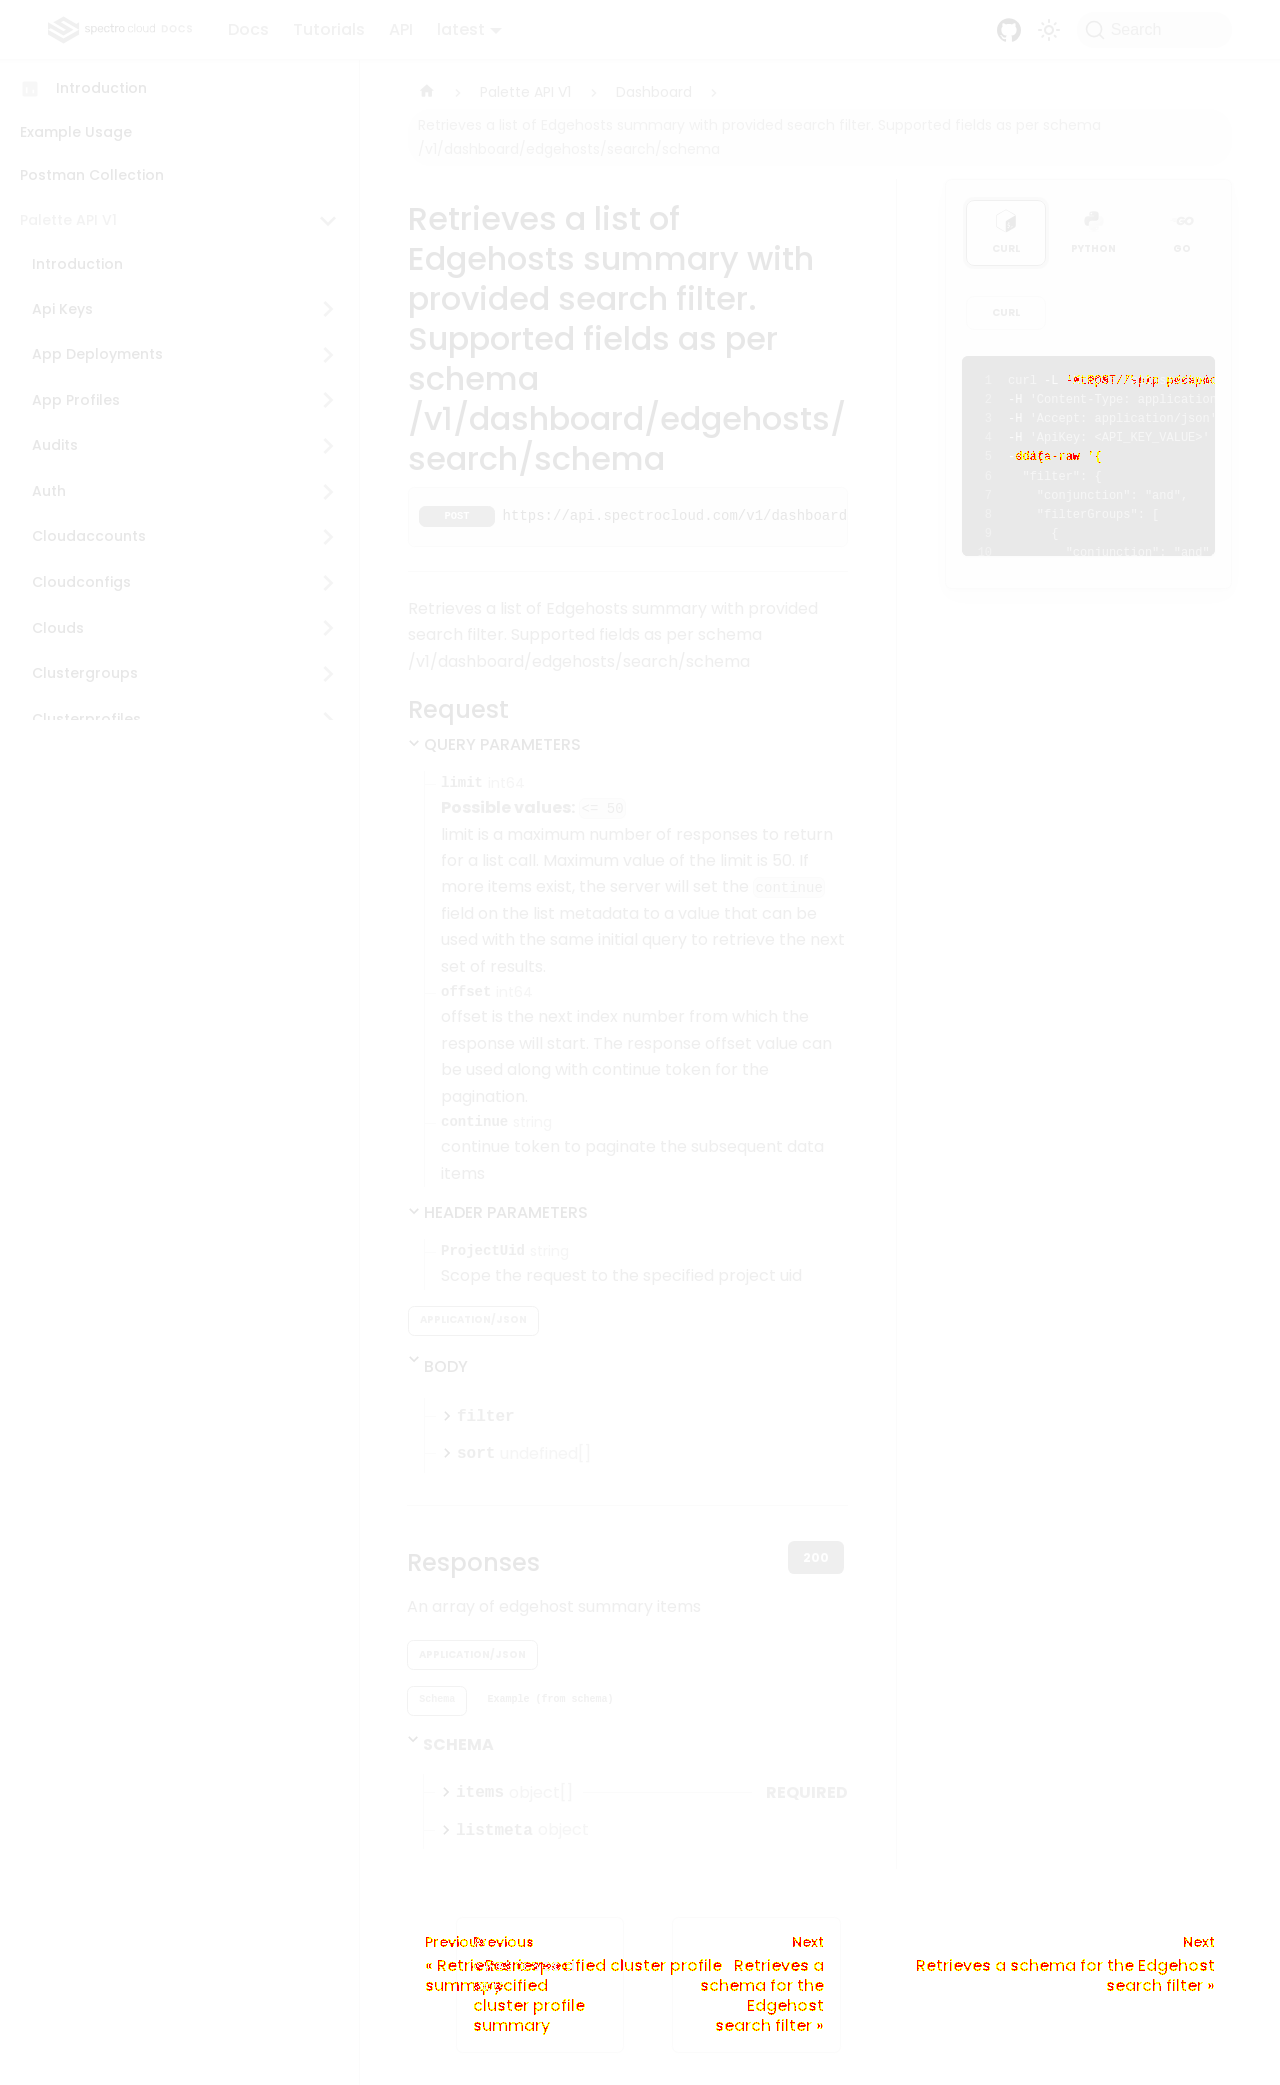 spectro cloud DOCS Docs Tutorials API latest Search
Introduction
Example Usage
Postman Collection
Palette API V1
Introduction
Api Keys
App Deployments
App Profiles
Audits
Auth
Cloudaccounts
Cloudconfigs
Clouds
Clustergroups
Clusterprofiles
Palette API V1 Dashboard
Retrieves a list of Edgehosts summary with provided search filter. Supported fields as per schema
/v1/dashboard/edgehosts/search/schema
Retrieves a list of
Edgehosts summary with
provided search filter.
Supported fields as per
schema
/v1/dashboard/edgehosts/
search/schema
POST https://api.spectrocloud.com/v1/dashboard
Retrieves a list of Edgehosts summary with provided
search filter. Supported fields as per schema
/v1/dashboard/edgehosts/search/schema
Request
QUERY PARAMETERS
limit int64
Possible values: <= 50
limit is a maximum number of responses to return
for a list call. Maximum value of the limit is 50. If
more items exist, the server will set the continue
field on the list metadata to a value that can be
used with the same initial query to retrieve the next
set of results.
offset int64
offset is the next index number from which the
response will start. The response offset value can
be used along with continue token for the
pagination.
continue string
continue token to paginate the subsequent data
items
HEADER PARAMETERS
ProjectUid string
Scope the request to the specified project uid
APPLICATION/JSON
BODY
filter
sort undefined[]
Responses 200
An array of edgehost summary items
APPLICATION/JSON
Schema Example (from schema)
SCHEMA
items object[] REQUIRED
listmeta object
CURL PYTHON GO
CURL
1 curl -L
2 -H 'Content-Type: application
3 -H 'Accept: application/json'
4 -H 'ApiKey: <API_KEY_VALUE>'
5 data-raw '{
6 "filter": {
7 "conjunction": "and",
8 "filterGroups": [
9 {
10 "conjunction": "and"
Previous Previous Next Next
specified cluster profile Retrieves a Retrieves a schema for the Edgehost
specified schema for the search filter »
cluster profile Edgehost
summary search filter »